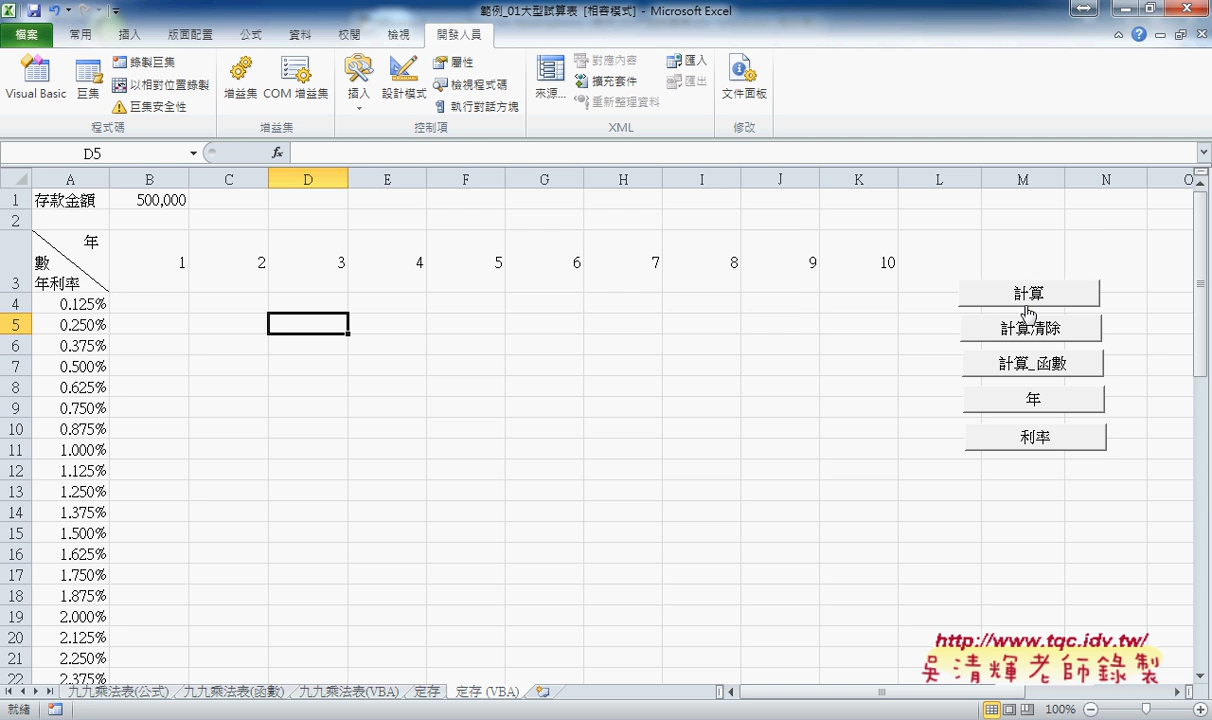 範例_01大型試算表 [相容模式] - Microsoft Excel
檔案 常用 插入 版面配置 公式 資料 校閱 檢視 開發人員
Visual Basic 巨集 錄製巨集 以相對位置錄製 巨集安全性
增益集 COM 增益集
插入 設計模式 屬性 檢視程式碼 執行對話方塊
來源... 對應內容 擴充套件 重新整理資料 匯入 匯出
文件面板
程式碼 增益集 控制項 XML 修改
D5 fx
A B C D E F G H I J K L M N O
1 存款金額 500,000
2
年
數
年利率
3 1 2 3 4 5 6 7 8 9 10
4 0.125%
5 0.250%
6 0.375%
7 0.500%
8 0.625%
9 0.750%
10 0.875%
11 1.000%
12 1.125%
13 1.250%
14 1.375%
15 1.500%
16 1.625%
17 1.750%
18 1.875%
19 2.000%
20 2.125%
21 2.250%
22 2.375%
計算
計算清除
計算_函數
年
利率
http://www.tqc.idv.tw/
吳清輝老師錄製
九九乘法表(公式) 九九乘法表(函數) 九九乘法表(VBA) 定存 定存 (VBA)
就緒 100%